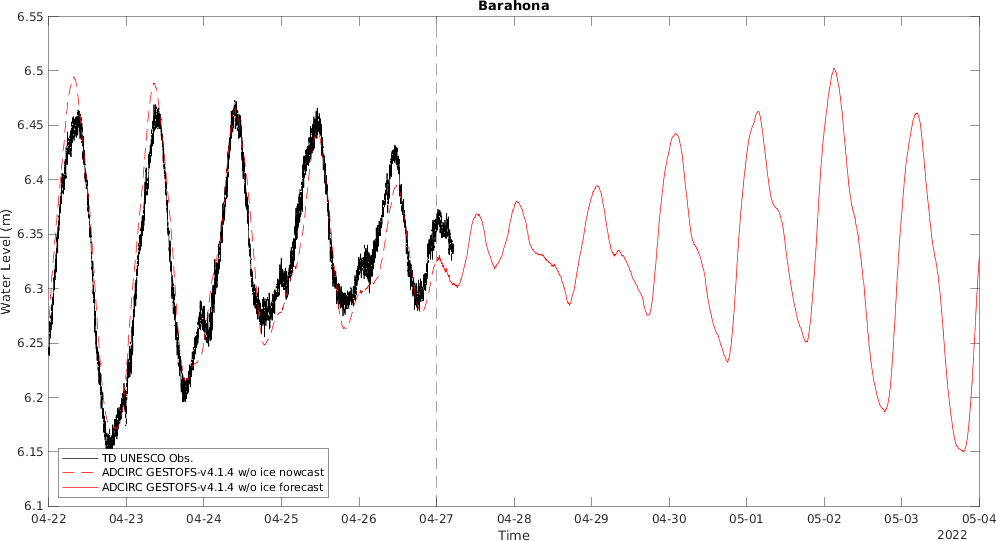 Barahona
6.55
6.5
6.45
6.4
6.35
6.3
6.25
6.2
6.15
6.1
Water Level (m)
TD UNESCO Obs.
ADCIRC GESTOFS-v4.1.4 w/o ice nowcast
ADCIRC GESTOFS-v4.1.4 w/o ice forecast
04-22 04-23 04-24 04-25 04-26 04-27 04-28 04-29 04-30 05-01 05-02 05-03 05-04
Time
2022